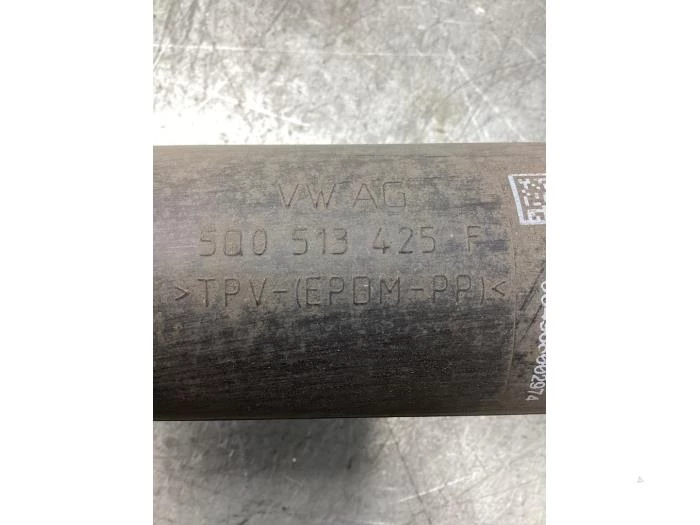 VW AG
5Q0 513 425 F
>TPV-(EPDM-PP)<